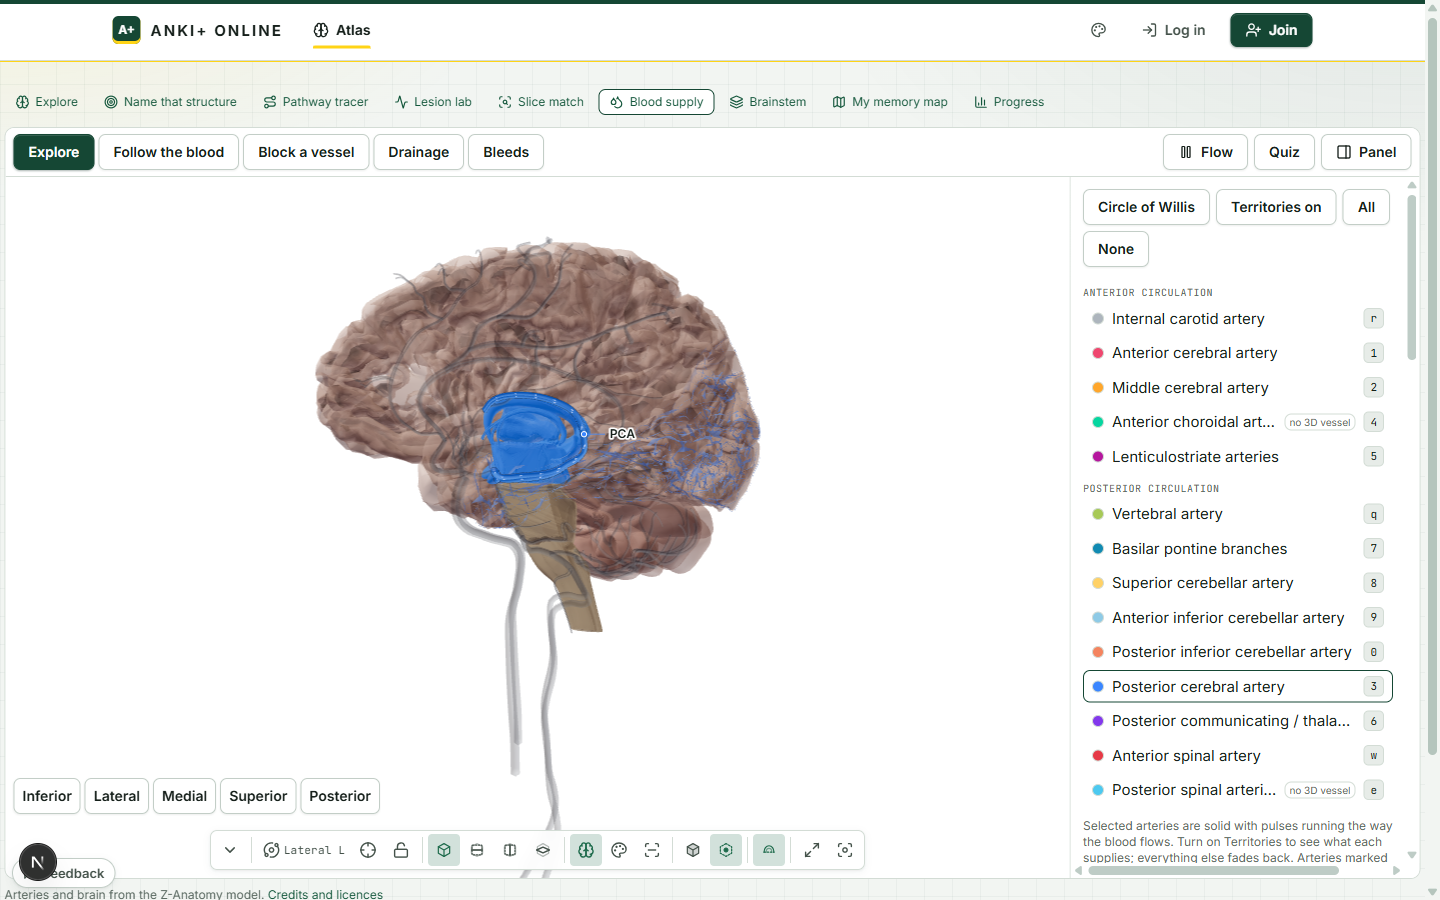 A+ ANKI+ ONLINE Atlas Log in Join
Explore Name that structure Pathway tracer Lesion lab Slice match Blood supply Brainstem My memory map Progress
Explore Follow the blood Block a vessel Drainage Bleeds Flow Quiz Panel
Circle of Willis Territories on All
None
ANTERIOR CIRCULATION
Internal carotid artery r
Anterior cerebral artery 1
Middle cerebral artery 2
Anterior choroidal art... no 3D vessel 4
Lenticulostriate arteries 5
POSTERIOR CIRCULATION
Vertebral artery q
Basilar pontine branches 7
Superior cerebellar artery 8
Anterior inferior cerebellar artery 9
Posterior inferior cerebellar artery 0
Posterior cerebral artery 3
Posterior communicating / thala... 6
Anterior spinal artery w
Posterior spinal arteri... no 3D vessel e
Selected arteries are solid with pulses running the way
the blood flows. Turn on Territories to see what each
supplies; everything else fades back. Arteries marked
PCA
Inferior Lateral Medial Superior Posterior
Lateral L
N eedback
Arteries and brain from the Z-Anatomy model. Credits and licences